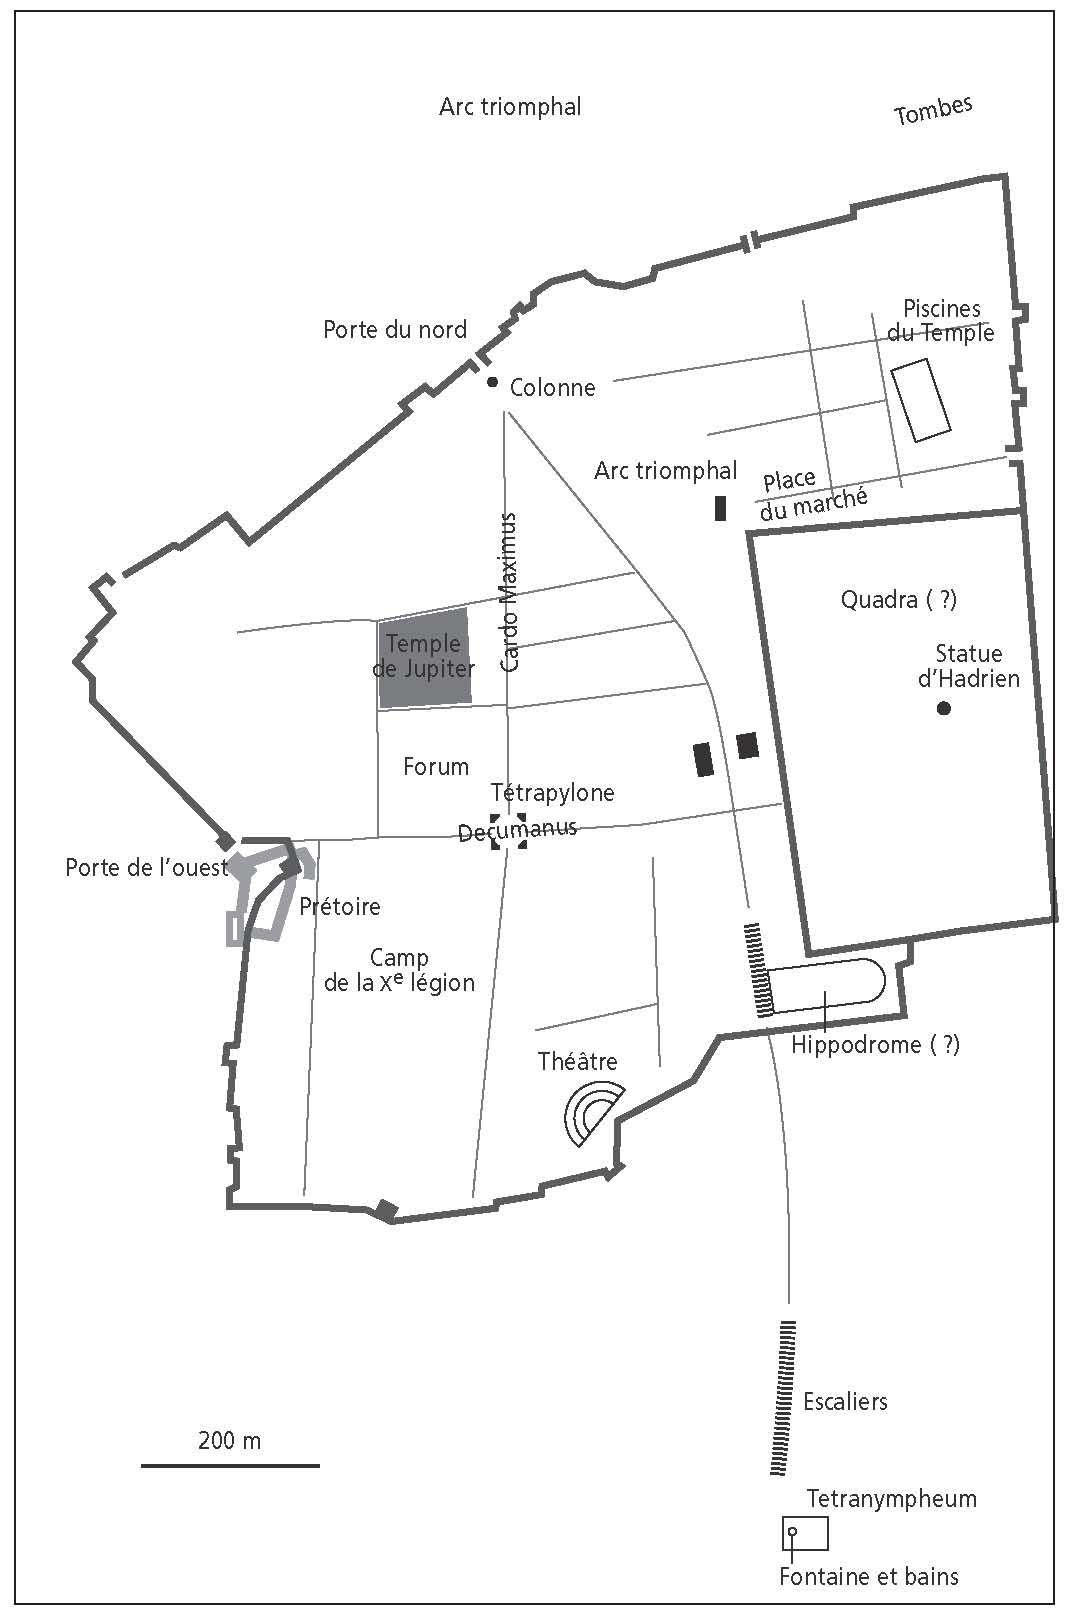 Arc triomphal
Tombes
Porte du nord
Piscines
du Temple
Colonne
Arc triomphal
Place
du marché
Cardo Maximus
Quadra ( ?)
Temple
de Jupiter
Statue
d’Hadrien
Forum
Tétrapylone
Decumanus
Porte de l’ouest
Prétoire
Camp
de la Xe légion
Hippodrome ( ?)
Théâtre
Escaliers
200 m
Tetranympheum
Fontaine et bains